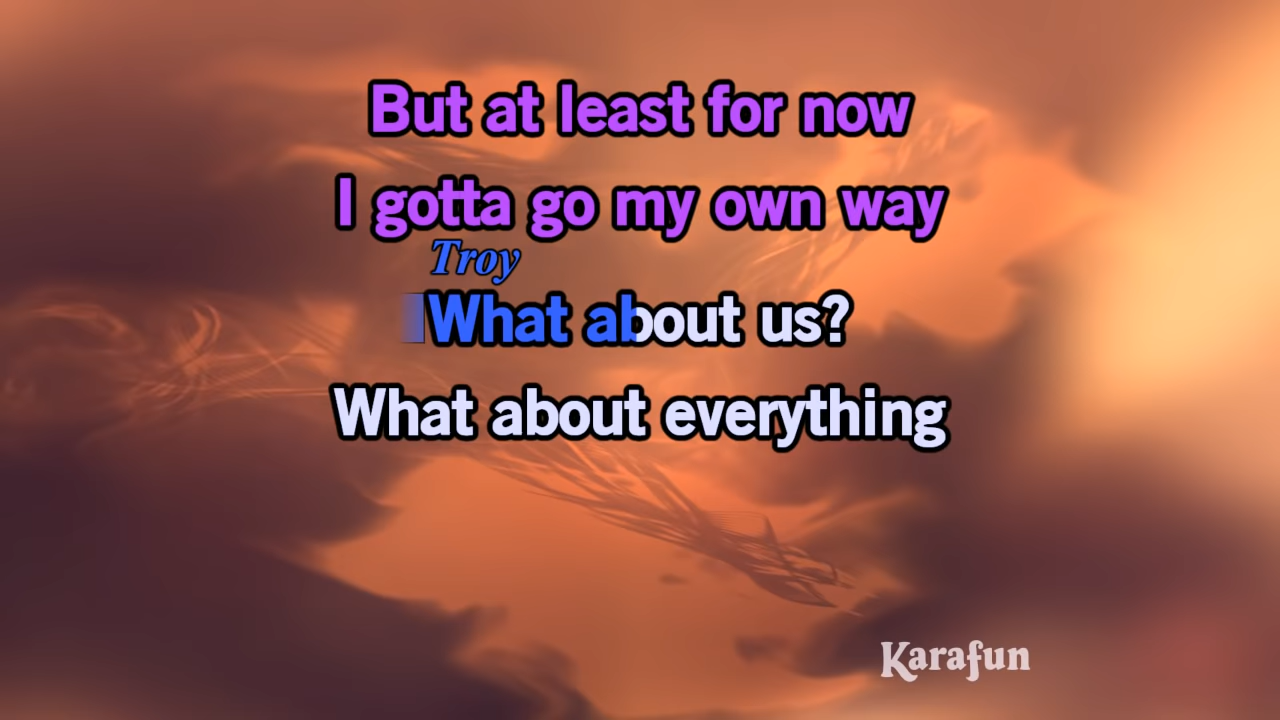 But at least for now
I gotta go my own way
Troy
What about us?
What about everything
Karafun